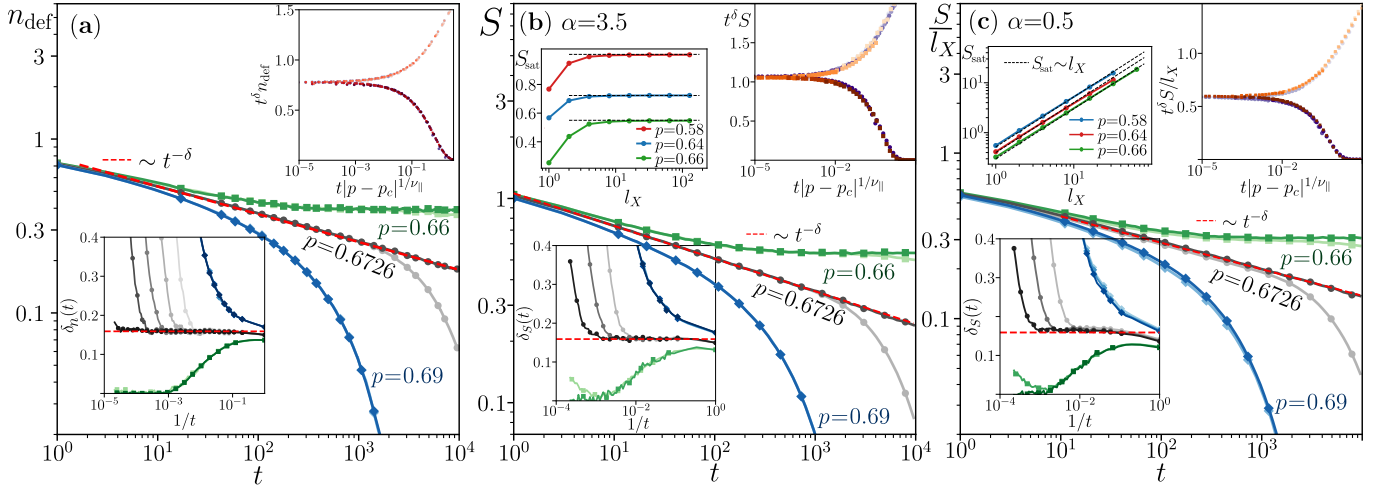 n_def
(a)
3
1
0.3
0.1
t^δ n_def
1.5
1.0
0.5
10^−5 10^−3 10^−1
t|p − p_c|^{1/ν_∥}
∼ t^−δ
p=0.66
p=0.6726
p=0.69
δ_n(t)
0.4
0.3
0.2
0.1
10^−5 10^−3 10^−1
1/t
10^0 10^1 10^2 10^3 10^4
t
S
(b) α=3.5
3
1
0.3
0.1
S_sat
0.8
0.6
0.4
p=0.58
p=0.64
p=0.66
10^0 10^1 10^2
l_X
t^δ S
1.5
1.0
0.5
10^−5 10^−2
t|p − p_c|^{1/ν_∥}
∼ t^−δ
p=0.66
p=0.6726
p=0.69
δ_S(t)
0.4
0.3
0.2
0.1
10^−4 10^−2 10^0
1/t
10^0 10^1 10^2 10^3 10^4
t
S/l_X
(c) α=0.5
3
1
0.3
0.1
S_sat
10^1
10^0
S_sat∼l_X
p=0.58
p=0.64
p=0.66
10^0 10^1
l_X
t^δ S/l_X
1.0
0.5
10^−5 10^−2
t|p − p_c|^{1/ν_∥}
∼ t^−δ
p=0.66
p=0.6726
p=0.69
δ_S(t)
0.4
0.3
0.2
0.1
10^−4 10^−2 10^0
1/t
10^0 10^1 10^2 10^3
t